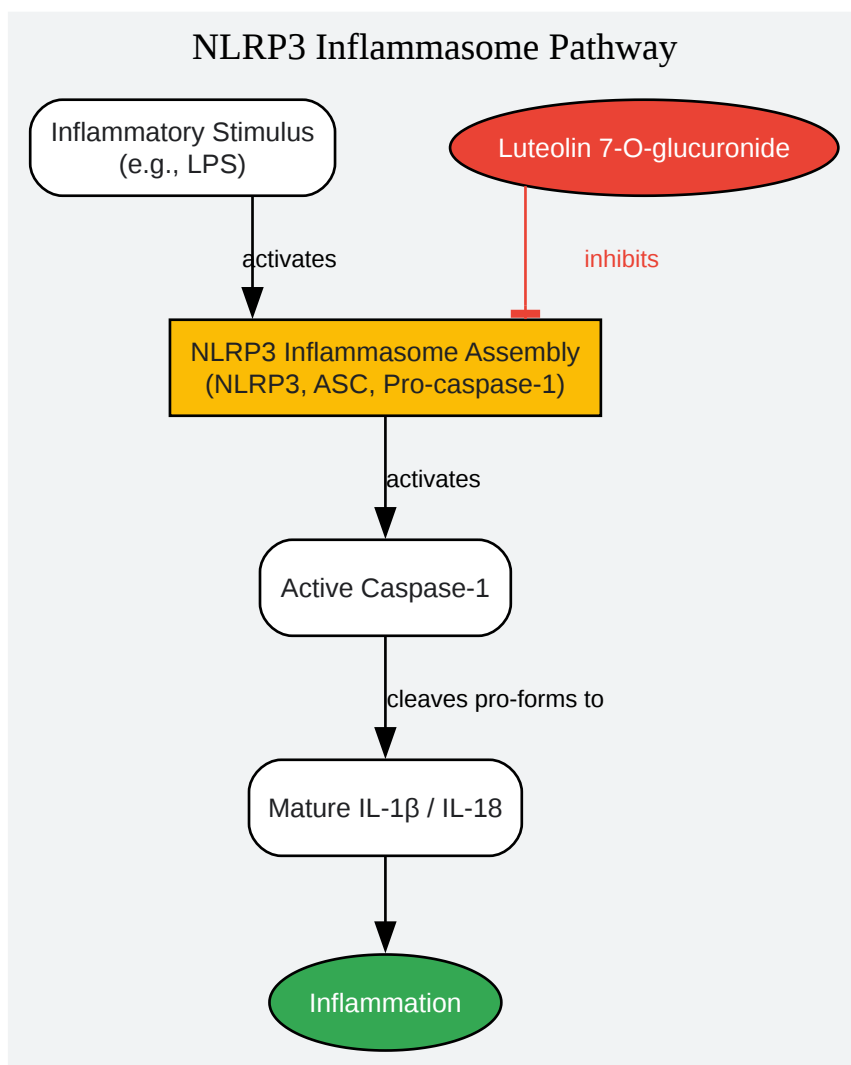 NLRP3 Inflammasome Pathway
Inflammatory Stimulus
(e.g., LPS)
Luteolin 7-O-glucuronide
activates
inhibits
NLRP3 Inflammasome Assembly
(NLRP3, ASC, Pro-caspase-1)
activates
Active Caspase-1
cleaves pro-forms to
Mature IL-1β / IL-18
Inflammation